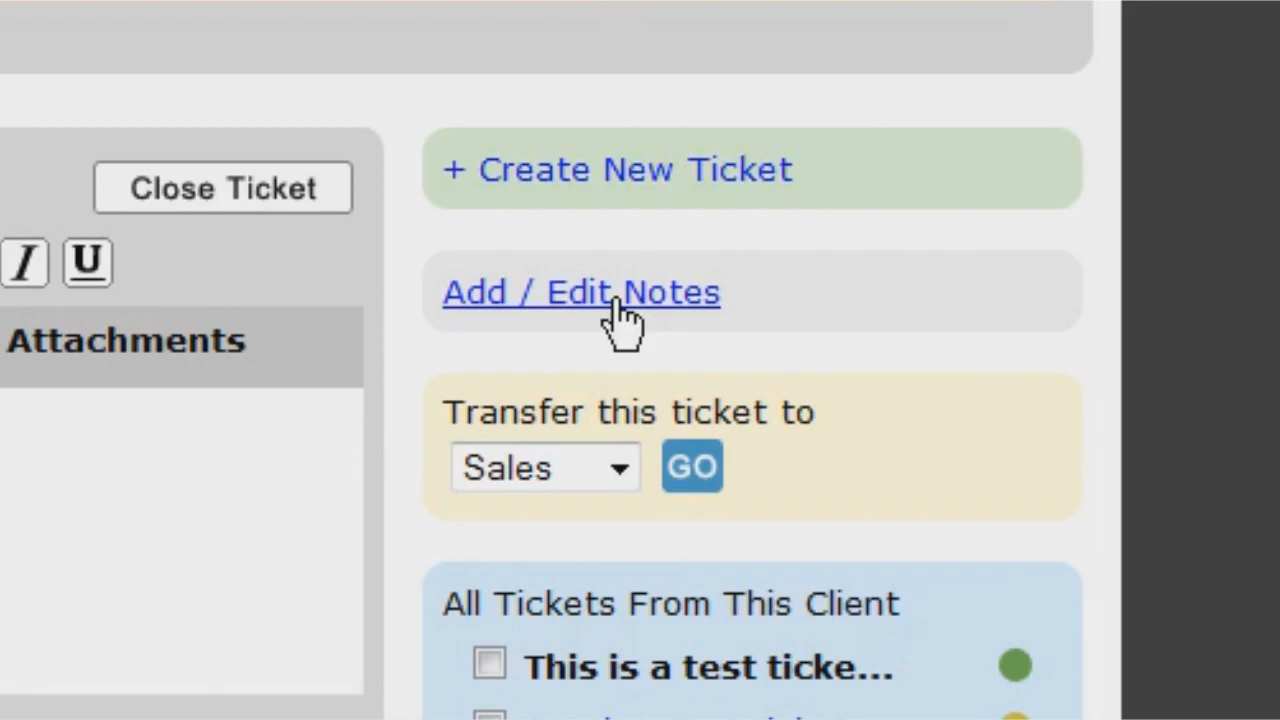 + Create New Ticket
Close Ticket
I U
Add / Edit Notes
Attachments
Transfer this ticket to
Sales GO
All Tickets From This Client
This is a test ticke...